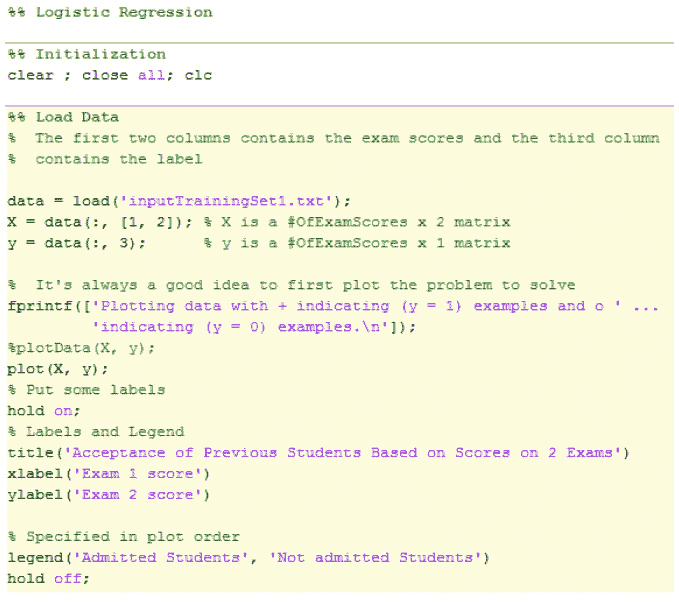 %% Logistic Regression
%% Initialization
clear ; close all; clc
%% Load Data
%  The first two columns contains the exam scores and the third column
%  contains the label
data = load('inputTrainingSet1.txt');
X = data(:, [1, 2]); % X is a #OfExamScores x 2 matrix
y = data(:, 3);      % y is a #OfExamScores x 1 matrix
%  It's always a good idea to first plot the problem to solve
fprintf(['Plotting data with + indicating (y = 1) examples and o ' ...
         'indicating (y = 0) examples.\n']);
%plotData(X, y);
plot(X, y);
% Put some labels
hold on;
% Labels and Legend
title('Acceptance of Previous Students Based on Scores on 2 Exams')
xlabel('Exam 1 score')
ylabel('Exam 2 score')
% Specified in plot order
legend('Admitted Students', 'Not admitted Students')
hold off;